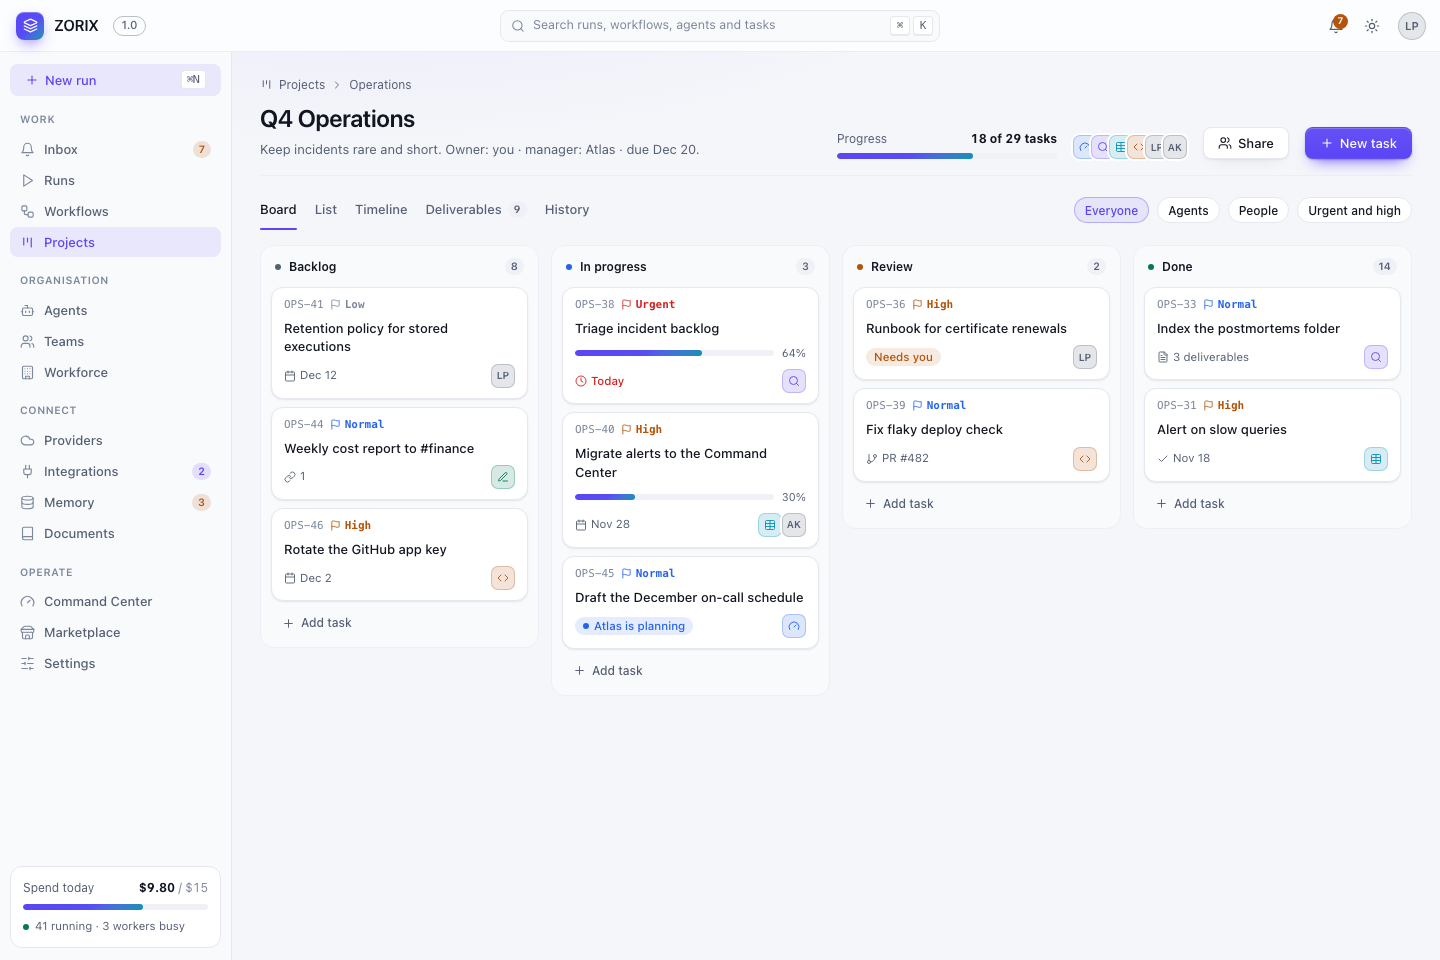 ZORIX
1.0
Search runs, workflows, agents and tasks
⌘ K
7
LP
New run
⌘N
WORK
Inbox
7
Runs
Workflows
Projects
ORGANISATION
Agents
Teams
Workforce
CONNECT
Providers
Integrations
2
Memory
3
Documents
OPERATE
Command Center
Marketplace
Settings
Spend today
$9.80 / $15
41 running · 3 workers busy
Projects
Operations
Q4 Operations
Keep incidents rare and short. Owner: you · manager: Atlas · due Dec 20.
Progress
18 of 29 tasks
LP
AK
Share
New task
Board
List
Timeline
Deliverables
9
History
Everyone
Agents
People
Urgent and high
Backlog
8
OPS-41
Low
Retention policy for stored
executions
Dec 12
LP
OPS-44
Normal
Weekly cost report to #finance
1
OPS-46
High
Rotate the GitHub app key
Dec 2
Add task
In progress
3
OPS-38
Urgent
Triage incident backlog
64%
Today
OPS-40
High
Migrate alerts to the Command
Center
30%
Nov 28
AK
OPS-45
Normal
Draft the December on-call schedule
Atlas is planning
Add task
Review
2
OPS-36
High
Runbook for certificate renewals
Needs you
LP
OPS-39
Normal
Fix flaky deploy check
PR #482
Add task
Done
14
OPS-33
Normal
Index the postmortems folder
3 deliverables
OPS-31
High
Alert on slow queries
Nov 18
Add task